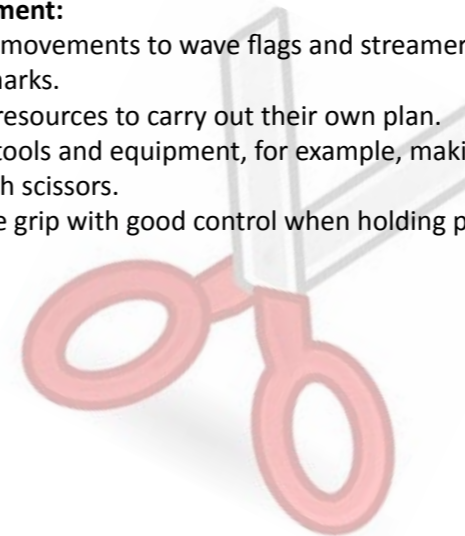 ment:
movements to wave flags and streamer
marks.
resources to carry out their own plan.
tools and equipment, for example, maki
h scissors.
e grip with good control when holding p